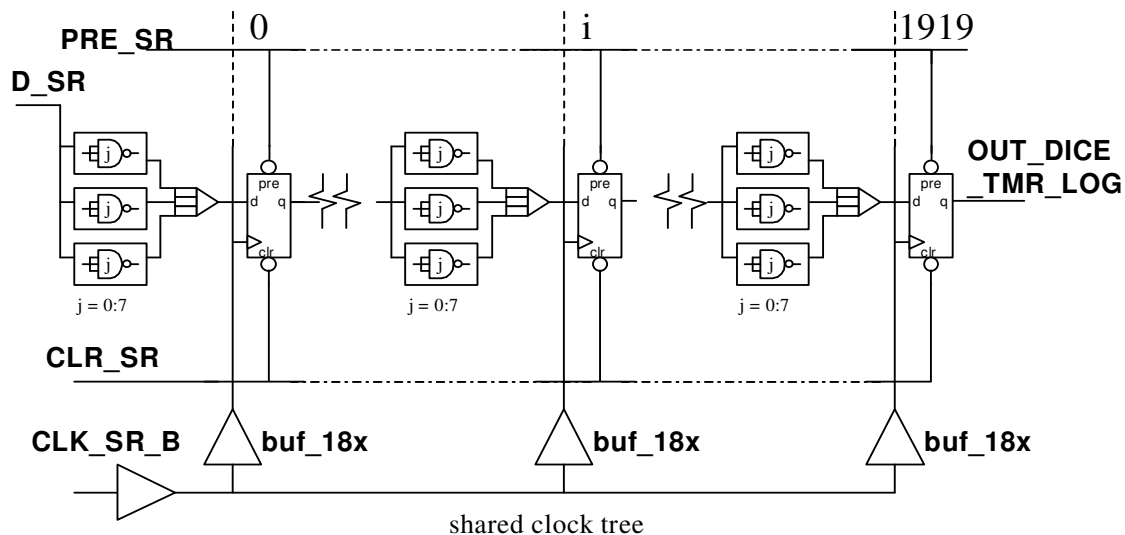 0 i 1919
PRE_SR
D_SR
j j j
OUT_DICE
_TMR_LOG
pre pre pre
j j j
d q d q d q
clr clr clr
j j j
j = 0:7 j = 0:7 j = 0:7
CLR_SR
CLK_SR_B buf_18x buf_18x buf_18x
shared clock tree